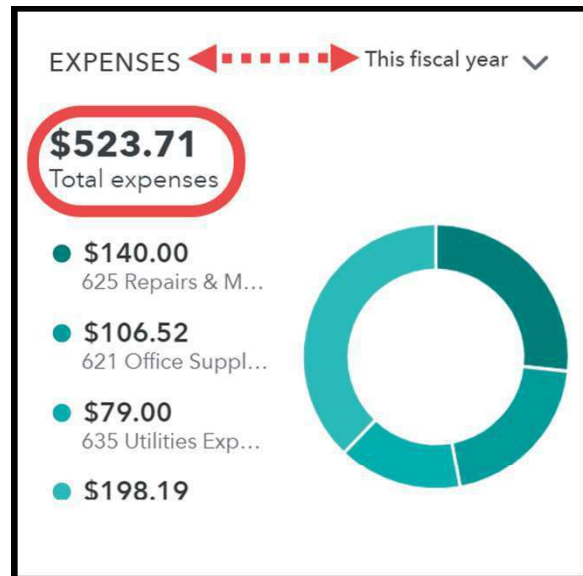 EXPENSES This fiscal year
$523.71
Total expenses
$140.00
625 Repairs & M...
$106.52
621 Office Suppl...
$79.00
635 Utilities Exp...
$198.19